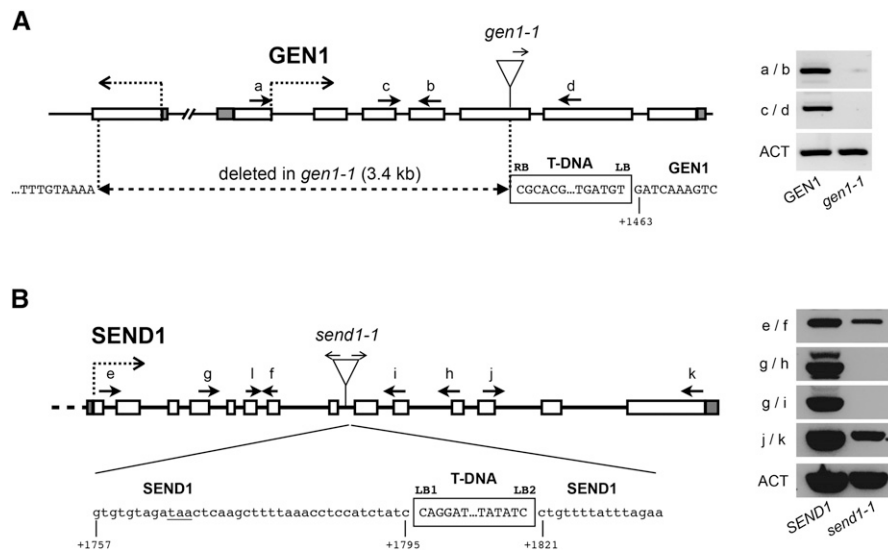 A
gen1-1
GEN1
a
c
b
d
a / b
c / d
ACT
GEN1
gen1-1
deleted in gen1-1 (3.4 kb)
RB
T-DNA
LB
GEN1
...TTTGTAAAA
CGCACG...TGATGT
GATCAAAGTC
+1463
B
SEND1
send1-1
e
g
l
f
i
h
j
k
e / f
g / h
g / i
j / k
ACT
SEND1
send1-1
SEND1
LB1
T-DNA
LB2
SEND1
gtgtgtagataactcaagcttttaaacctccatctatc
CAGGAT...TATATC
ctgttttatttagaa
+1757
+1795
+1821